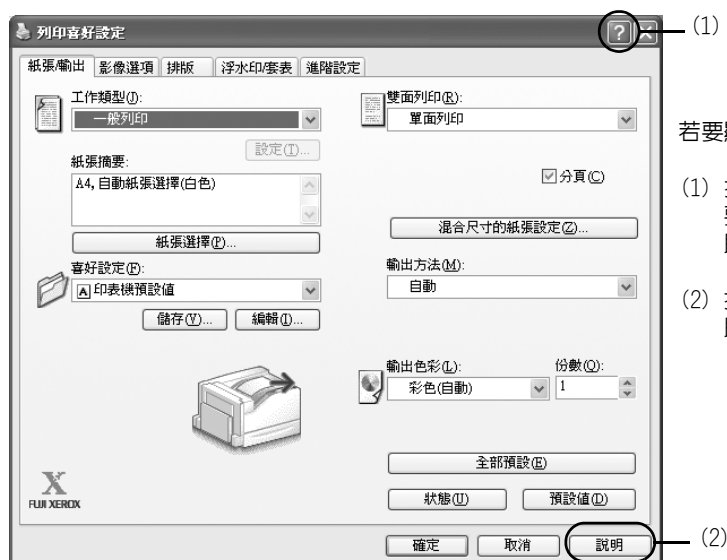 列印喜好設定
(1)
紙張/輸出 影像選項 排版 浮水印/套表 進階設定
工作類型(J):
一般列印
設定(T)...
紙張摘要:
A4, 自動紙張選擇(白色)
紙張選擇(P)...
喜好設定(F):
A 印表機預設值
儲存(V)... 編輯(I)...
雙面列印(R):
單面列印
分頁(C)
混合尺寸的紙張設定(Z)...
輸出方法(M):
自動
輸出色彩(L):
彩色(自動)
份數(O):
1
全部預設(E)
狀態(U) 預設值(D)
FUJI XEROX
確定 取消 說明
(2)
若要
(1)
(2)